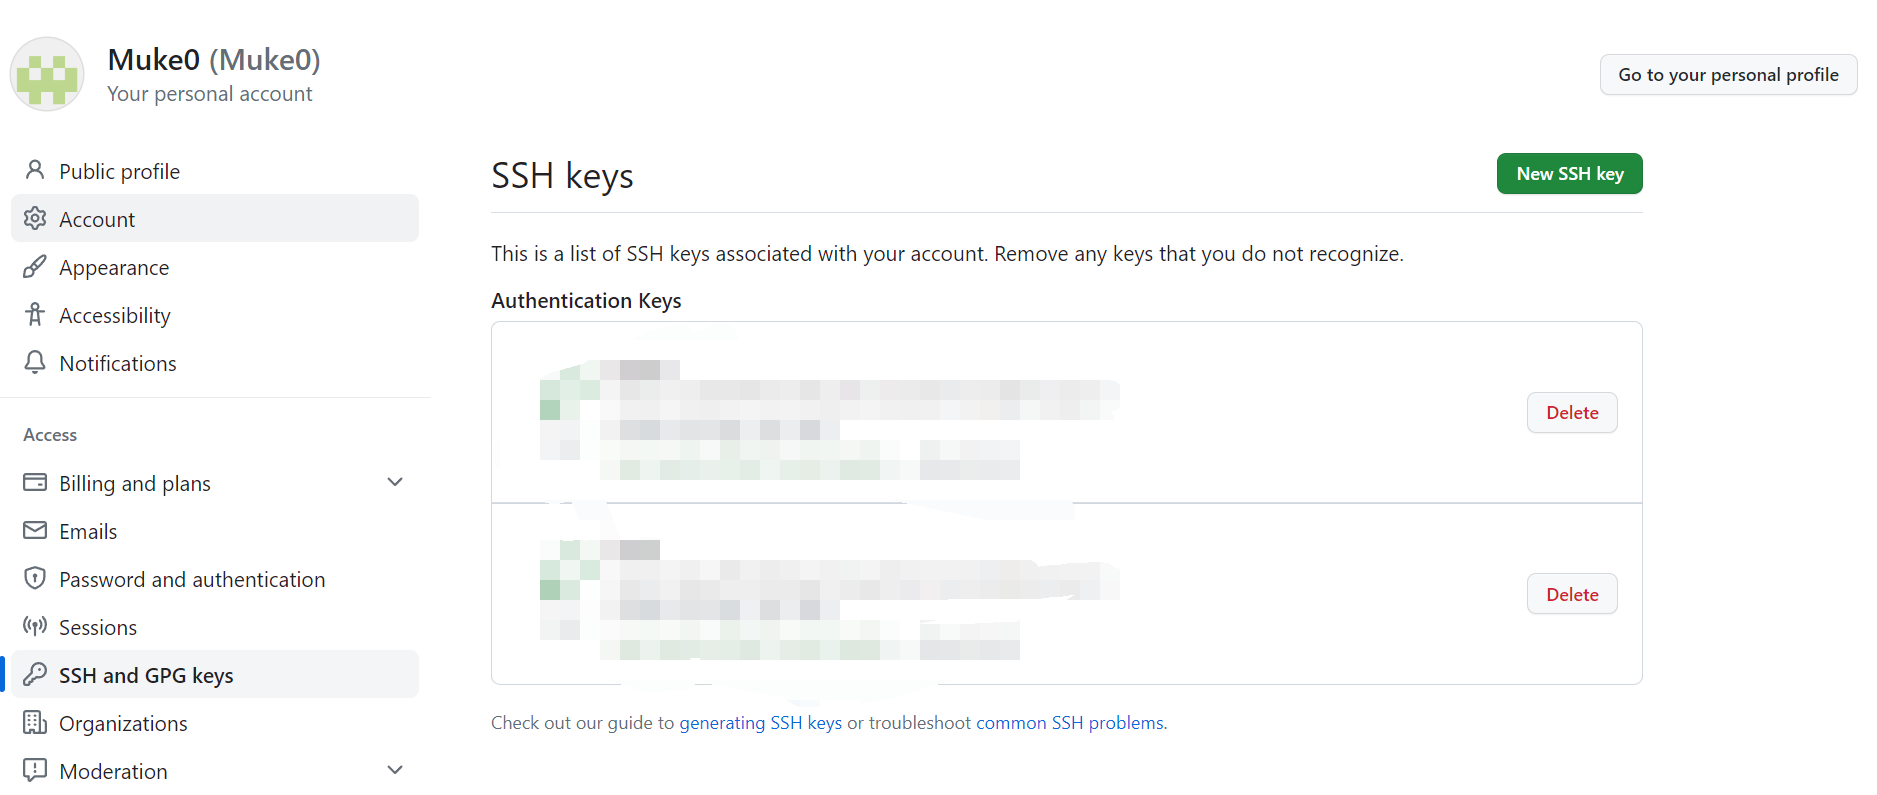 Muke0 (Muke0)
Your personal account
Go to your personal profile
Public profile
Account
Appearance
Accessibility
Notifications
Access
Billing and plans
Emails
Password and authentication
Sessions
SSH and GPG keys
Organizations
Moderation
SSH keys
New SSH key
This is a list of SSH keys associated with your account. Remove any keys that you do not recognize.
Authentication Keys
Delete
Delete
Check out our guide to generating SSH keys or troubleshoot common SSH problems.